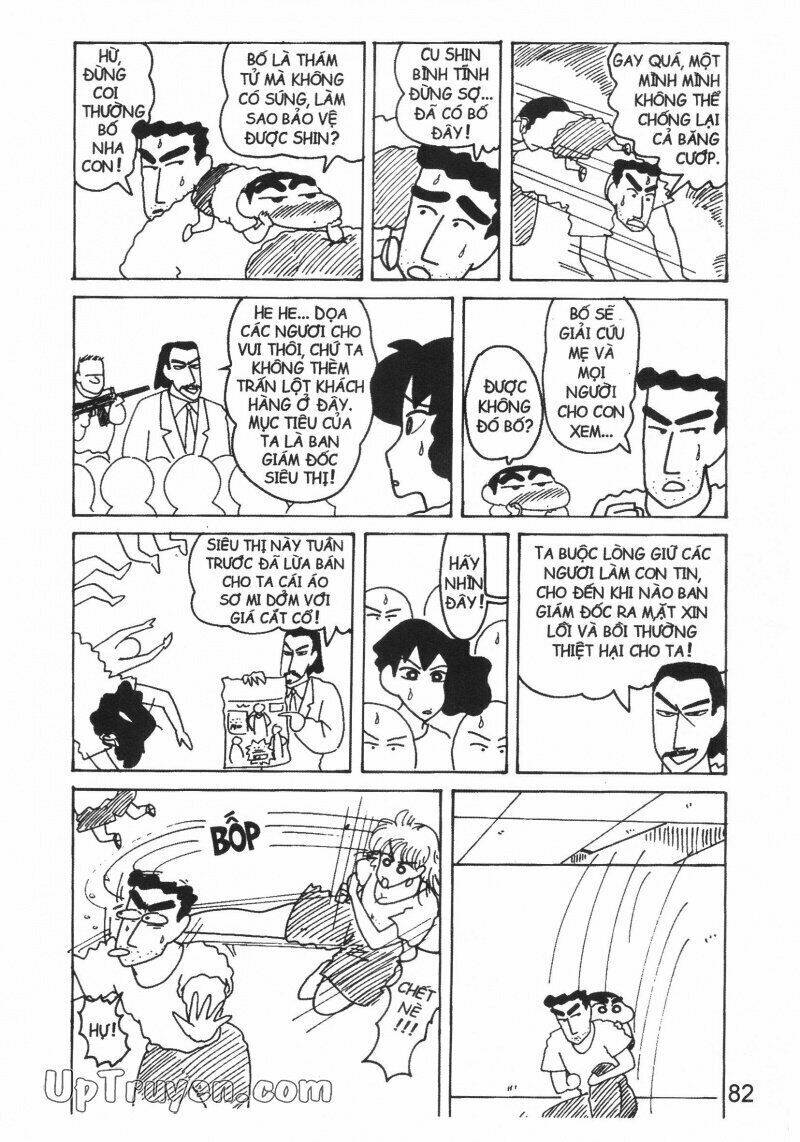 HỪ,
ĐỪNG
COI
THƯỜNG
BỐ
NHA
CON!
BỐ LÀ THÁM
TỬ MÀ KHÔNG
CÓ SÚNG, LÀM
SAO BẢO VỆ
ĐƯỢC SHIN?
CU SHIN
BÌNH TĨNH
ĐỪNG SỢ...
ĐÃ CÓ BỐ
ĐÂY!
GAY QUÁ, MỘT
MÌNH MÌNH
KHÔNG THỂ
CHỐNG LẠI
CẢ BĂNG
CƯỚP.
HE HE... DỌA
CÁC NGƯƠI CHO
VUI THÔI, CHỨ TA
KHÔNG THÈM
TRẤN LỘT KHÁCH
HÀNG Ở ĐÂY.
MỤC TIÊU CỦA
TA LÀ BAN
GIÁM ĐỐC
SIÊU THỊ!
BỐ SẼ
GIẢI CỨU
MẸ VÀ
MỌI
NGƯỜI
CHO CON
XEM...
ĐƯỢC
KHÔNG
ĐÓ BỐ?
SIÊU THỊ NÀY TUẦN
TRƯỚC ĐÃ LỪA BÁN
CHO TA CÁI ÁO
SƠ MI DỎM VỚI
GIÁ CẮT CỔ!
HÃY
NHÌN
ĐÂY!
TA BUỘC LÒNG GIỮ CÁC
NGƯƠI LÀM CON TIN,
CHO ĐẾN KHI NÀO BAN
GIÁM ĐỐC RA MẶT XIN
LỖI VÀ BỒI THƯỜNG
THIỆT HẠI CHO TA!
BỐP
HỰ!
CHẾT
NÈ
!!!
UpTruyen.com
82